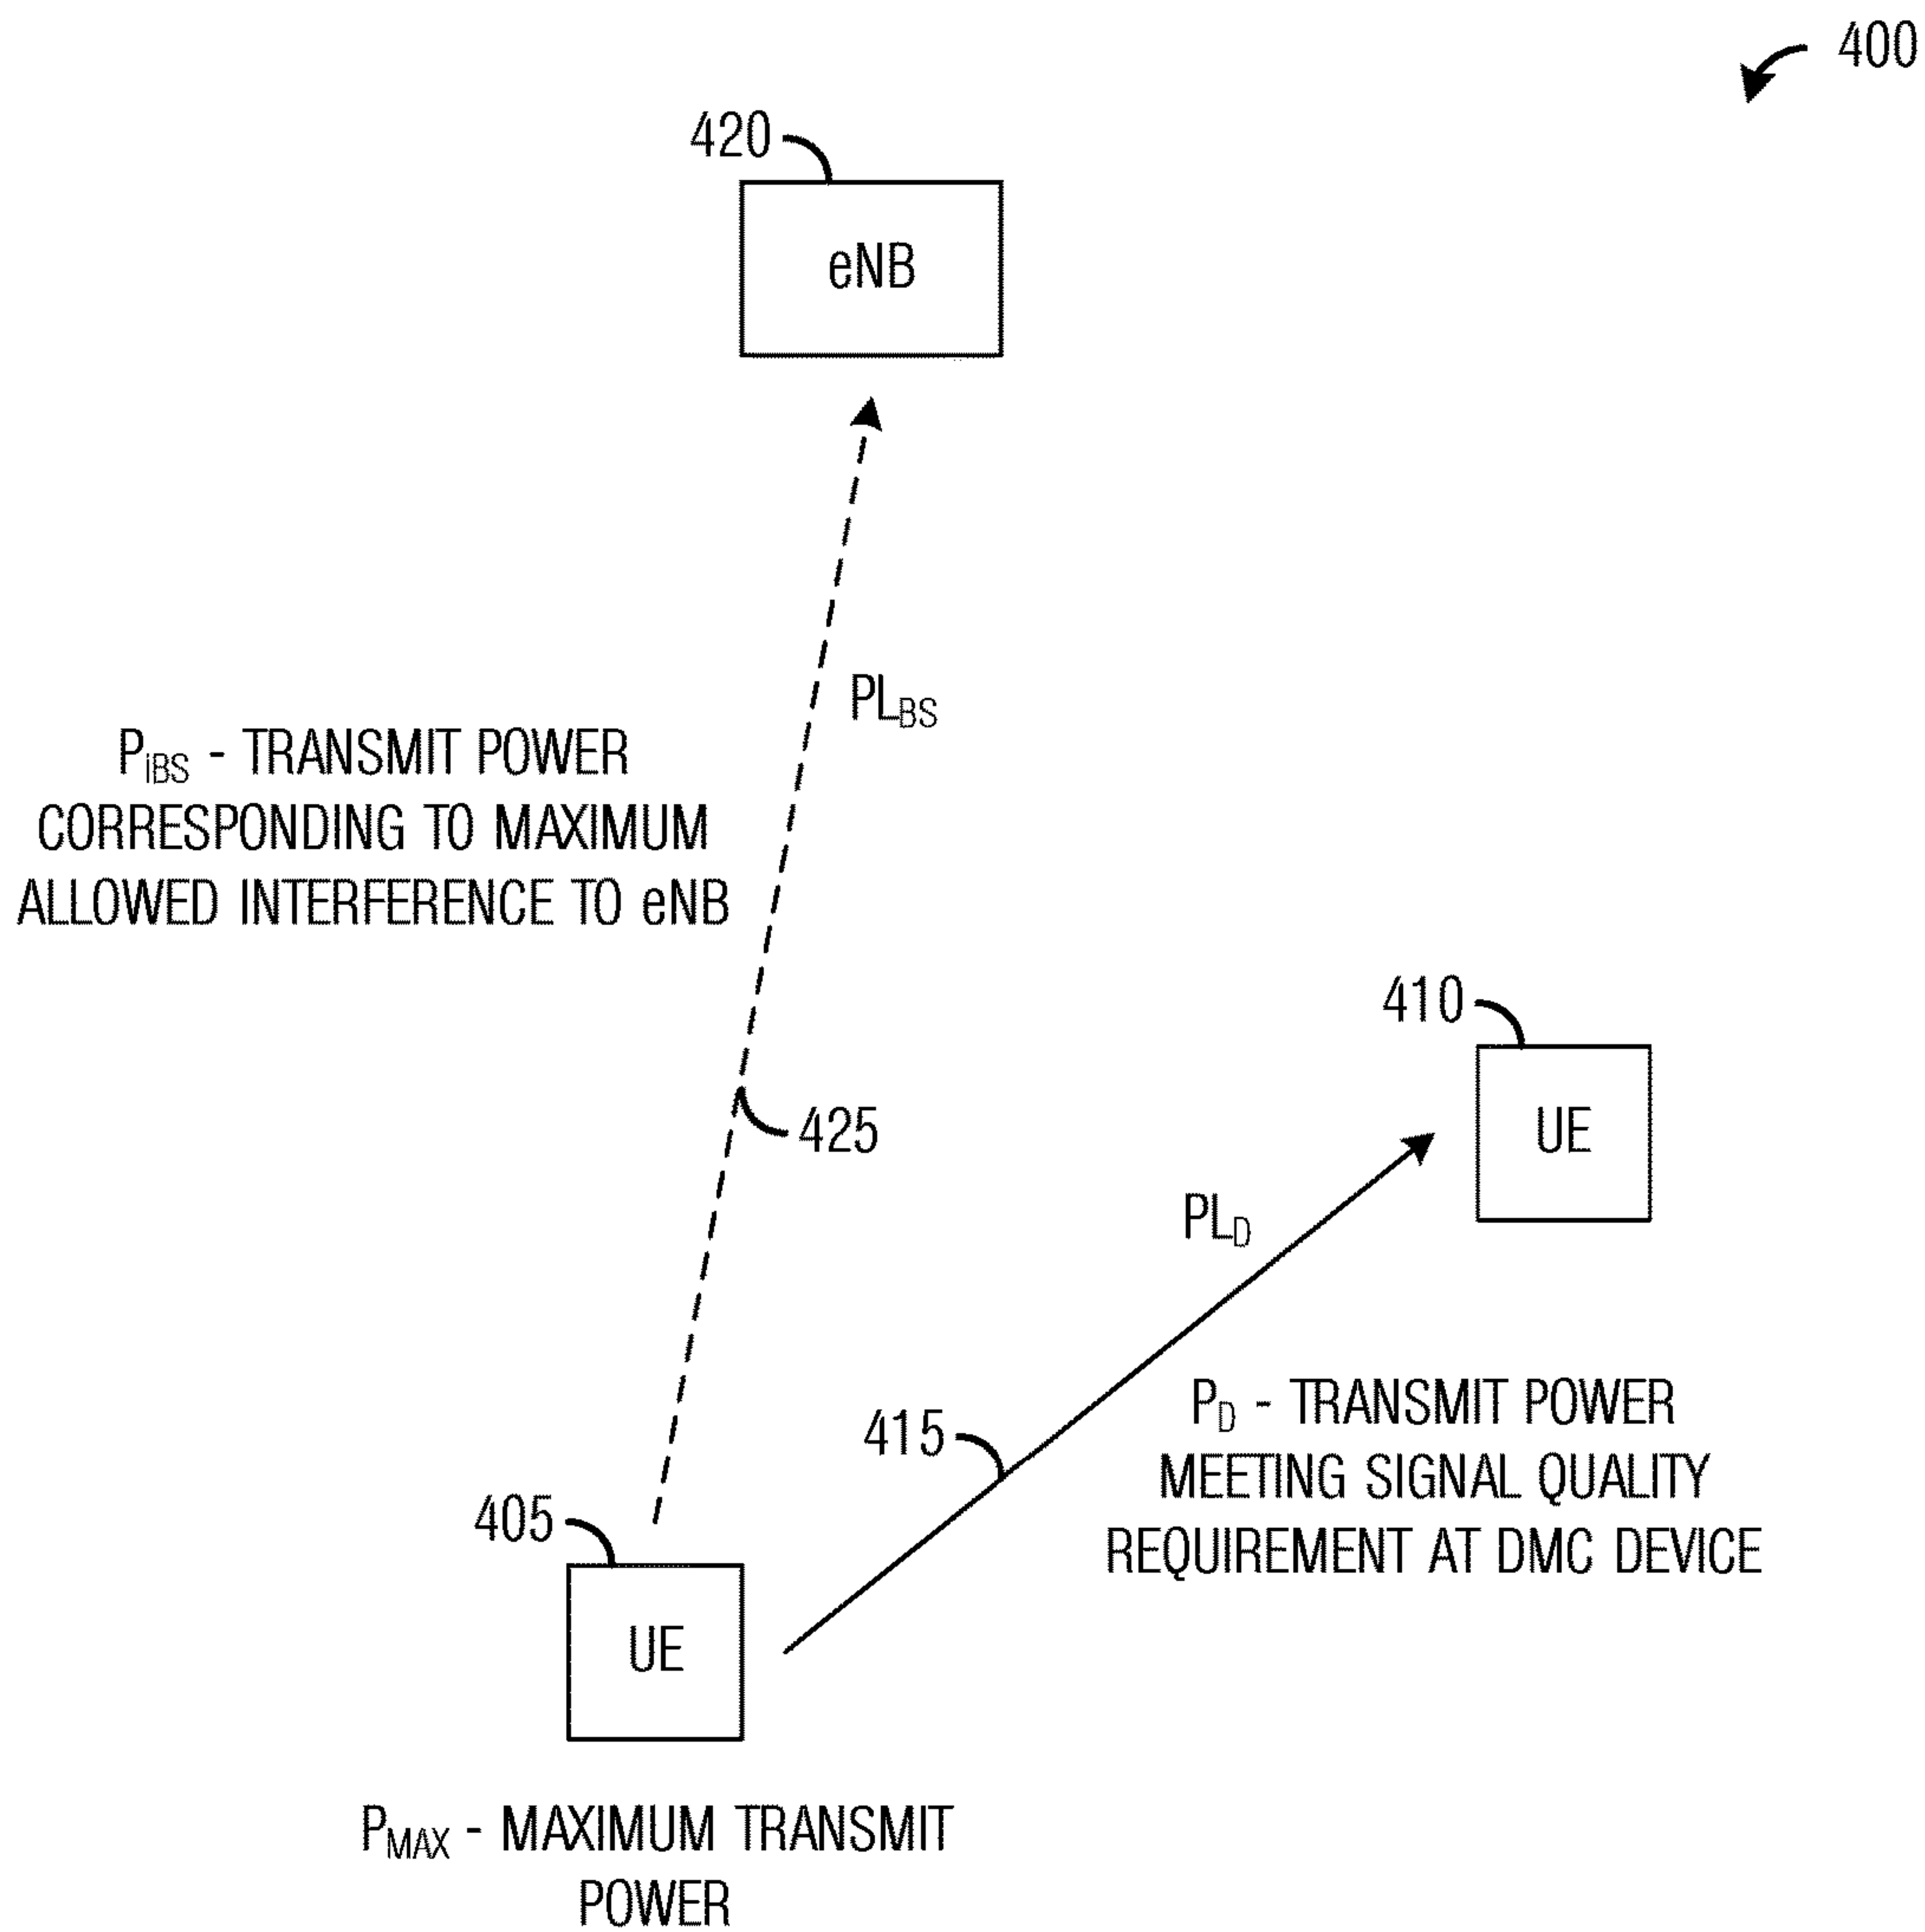 400
420
eNB
PLBS
PiBS - TRANSMIT POWER
CORRESPONDING TO MAXIMUM
ALLOWED INTERFERENCE TO eNB
410
UE
425
PLD
PD - TRANSMIT POWER
MEETING SIGNAL QUALITY
REQUIREMENT AT DMC DEVICE
415
405
UE
PMAX - MAXIMUM TRANSMIT
POWER